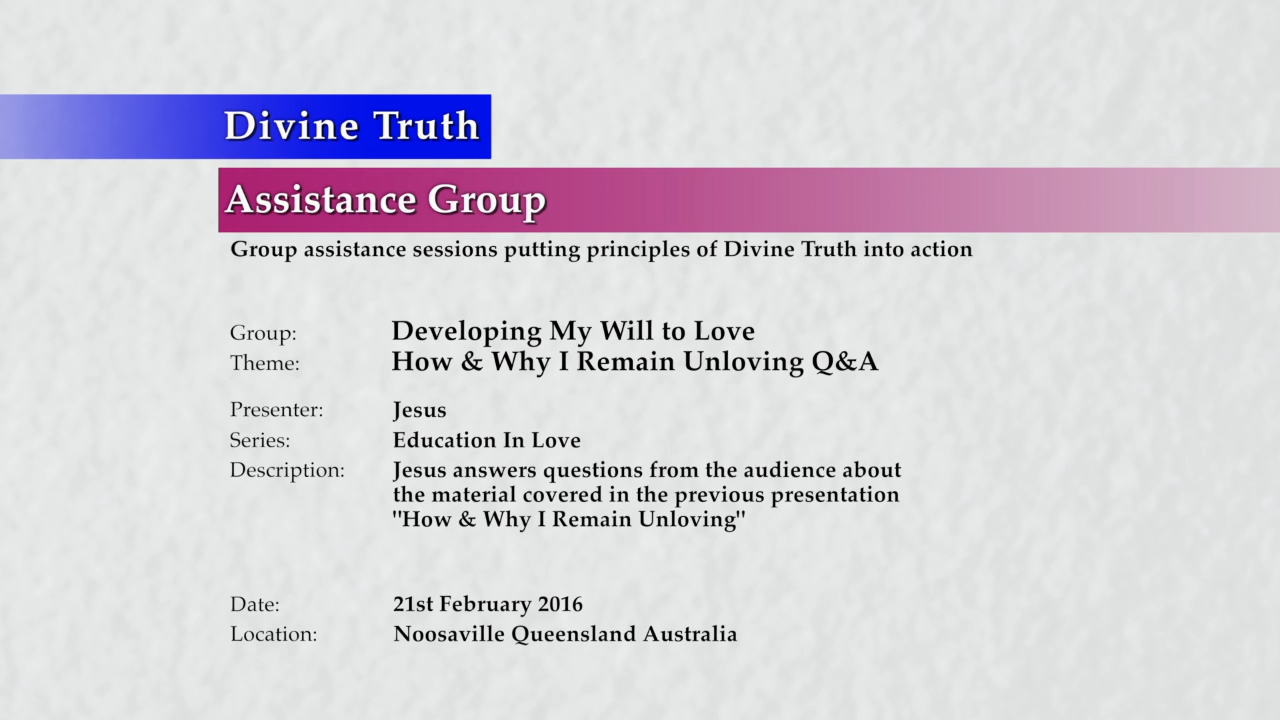 Divine Truth
Assistance Group
Group assistance sessions putting principles of Divine Truth into action
Group: Developing My Will to Love
Theme: How & Why I Remain Unloving Q&A
Presenter: Jesus
Series: Education In Love
Description: Jesus answers questions from the audience about
the material covered in the previous presentation
"How & Why I Remain Unloving"
Date: 21st February 2016
Location: Noosaville Queensland Australia